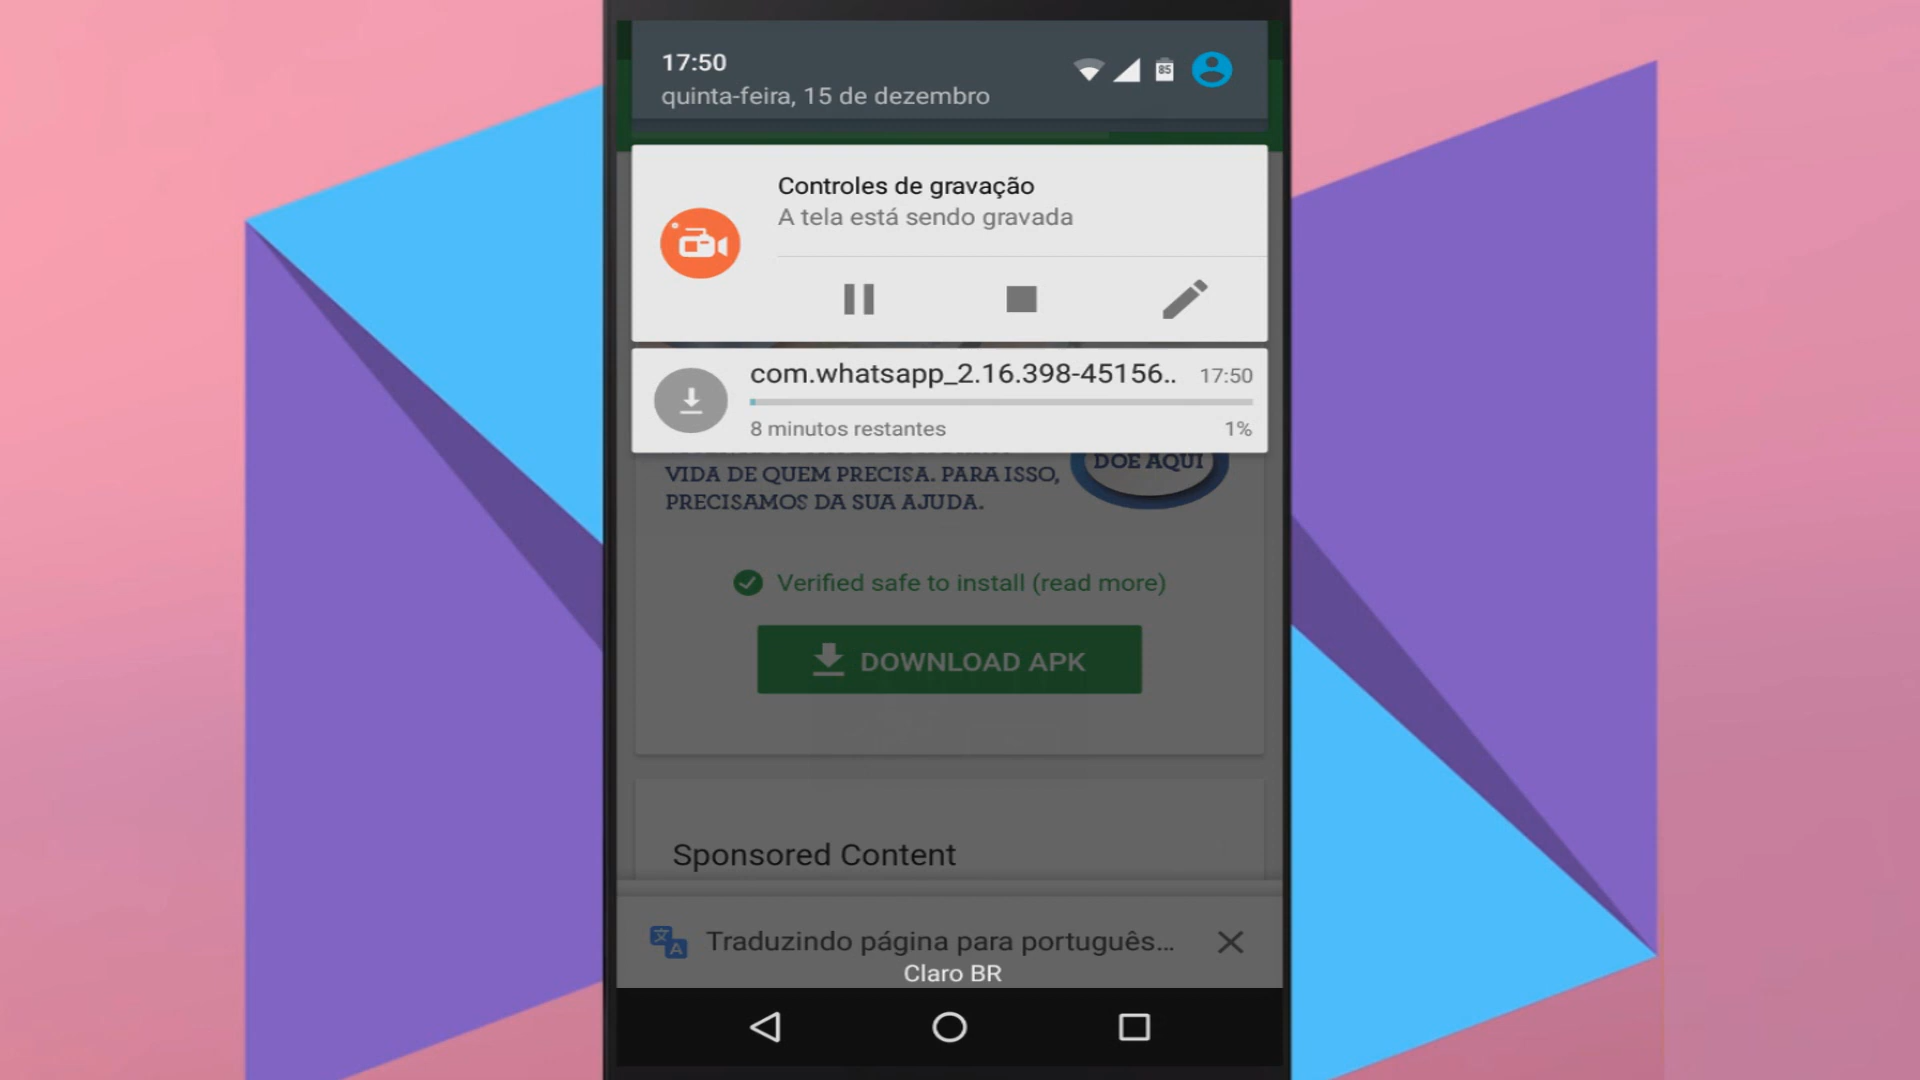 17:50
85
quinta-feira, 15 de dezembro
Controles de gravação
A tela está sendo gravada
com.whatsapp_2.16.398-45156.. 17:50
8 minutos restantes 1%
DOE AQUI
VIDA DE QUEM PRECISA. PARA ISSO,
PRECISAMOS DA SUA AJUDA.
Verified safe to install (read more)
DOWNLOAD APK
Sponsored Content
Traduzindo página para português...
Claro BR